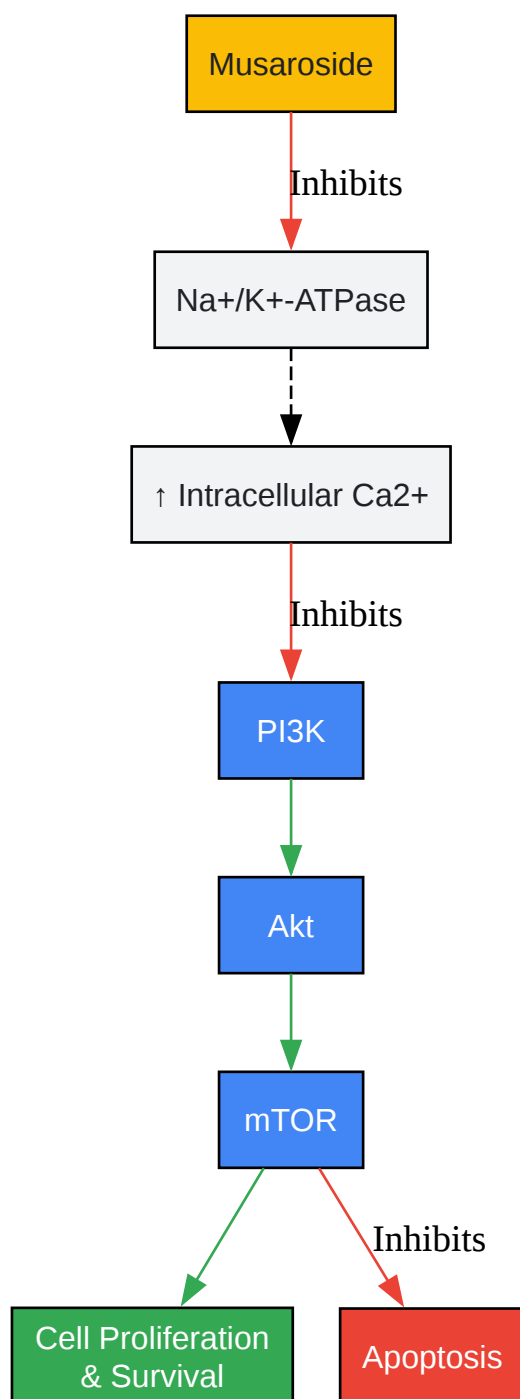 Musaroside
Inhibits
Na+/K+-ATPase
↑ Intracellular Ca2+
Inhibits
PI3K
Akt
mTOR
Inhibits
Cell Proliferation
& Survival
Apoptosis